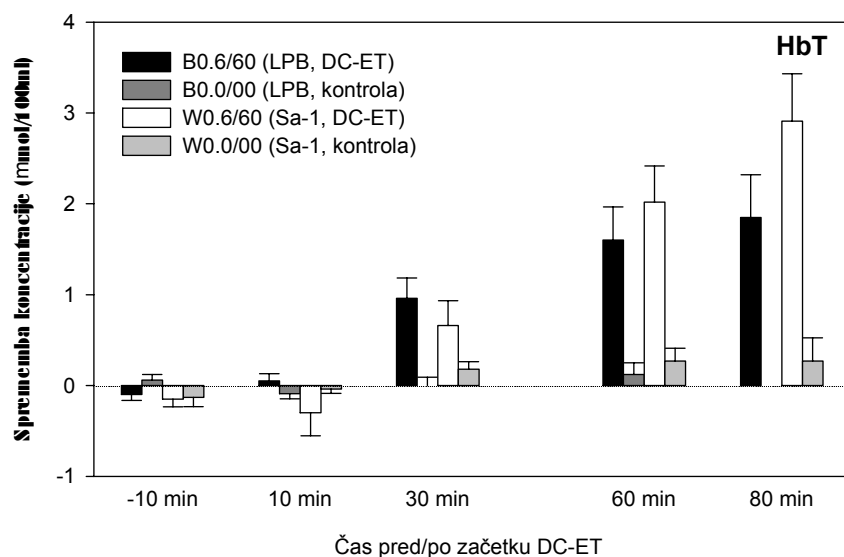 4
3
2
1
0
-1
Sprememba koncentracije (mmol/100ml)
HbT
B0.6/60 (LPB, DC-ET)
B0.0/00 (LPB, kontrola)
W0.6/60 (Sa-1, DC-ET)
W0.0/00 (Sa-1, kontrola)
-10 min
10 min
30 min
60 min
80 min
Čas pred/po začetku DC-ET